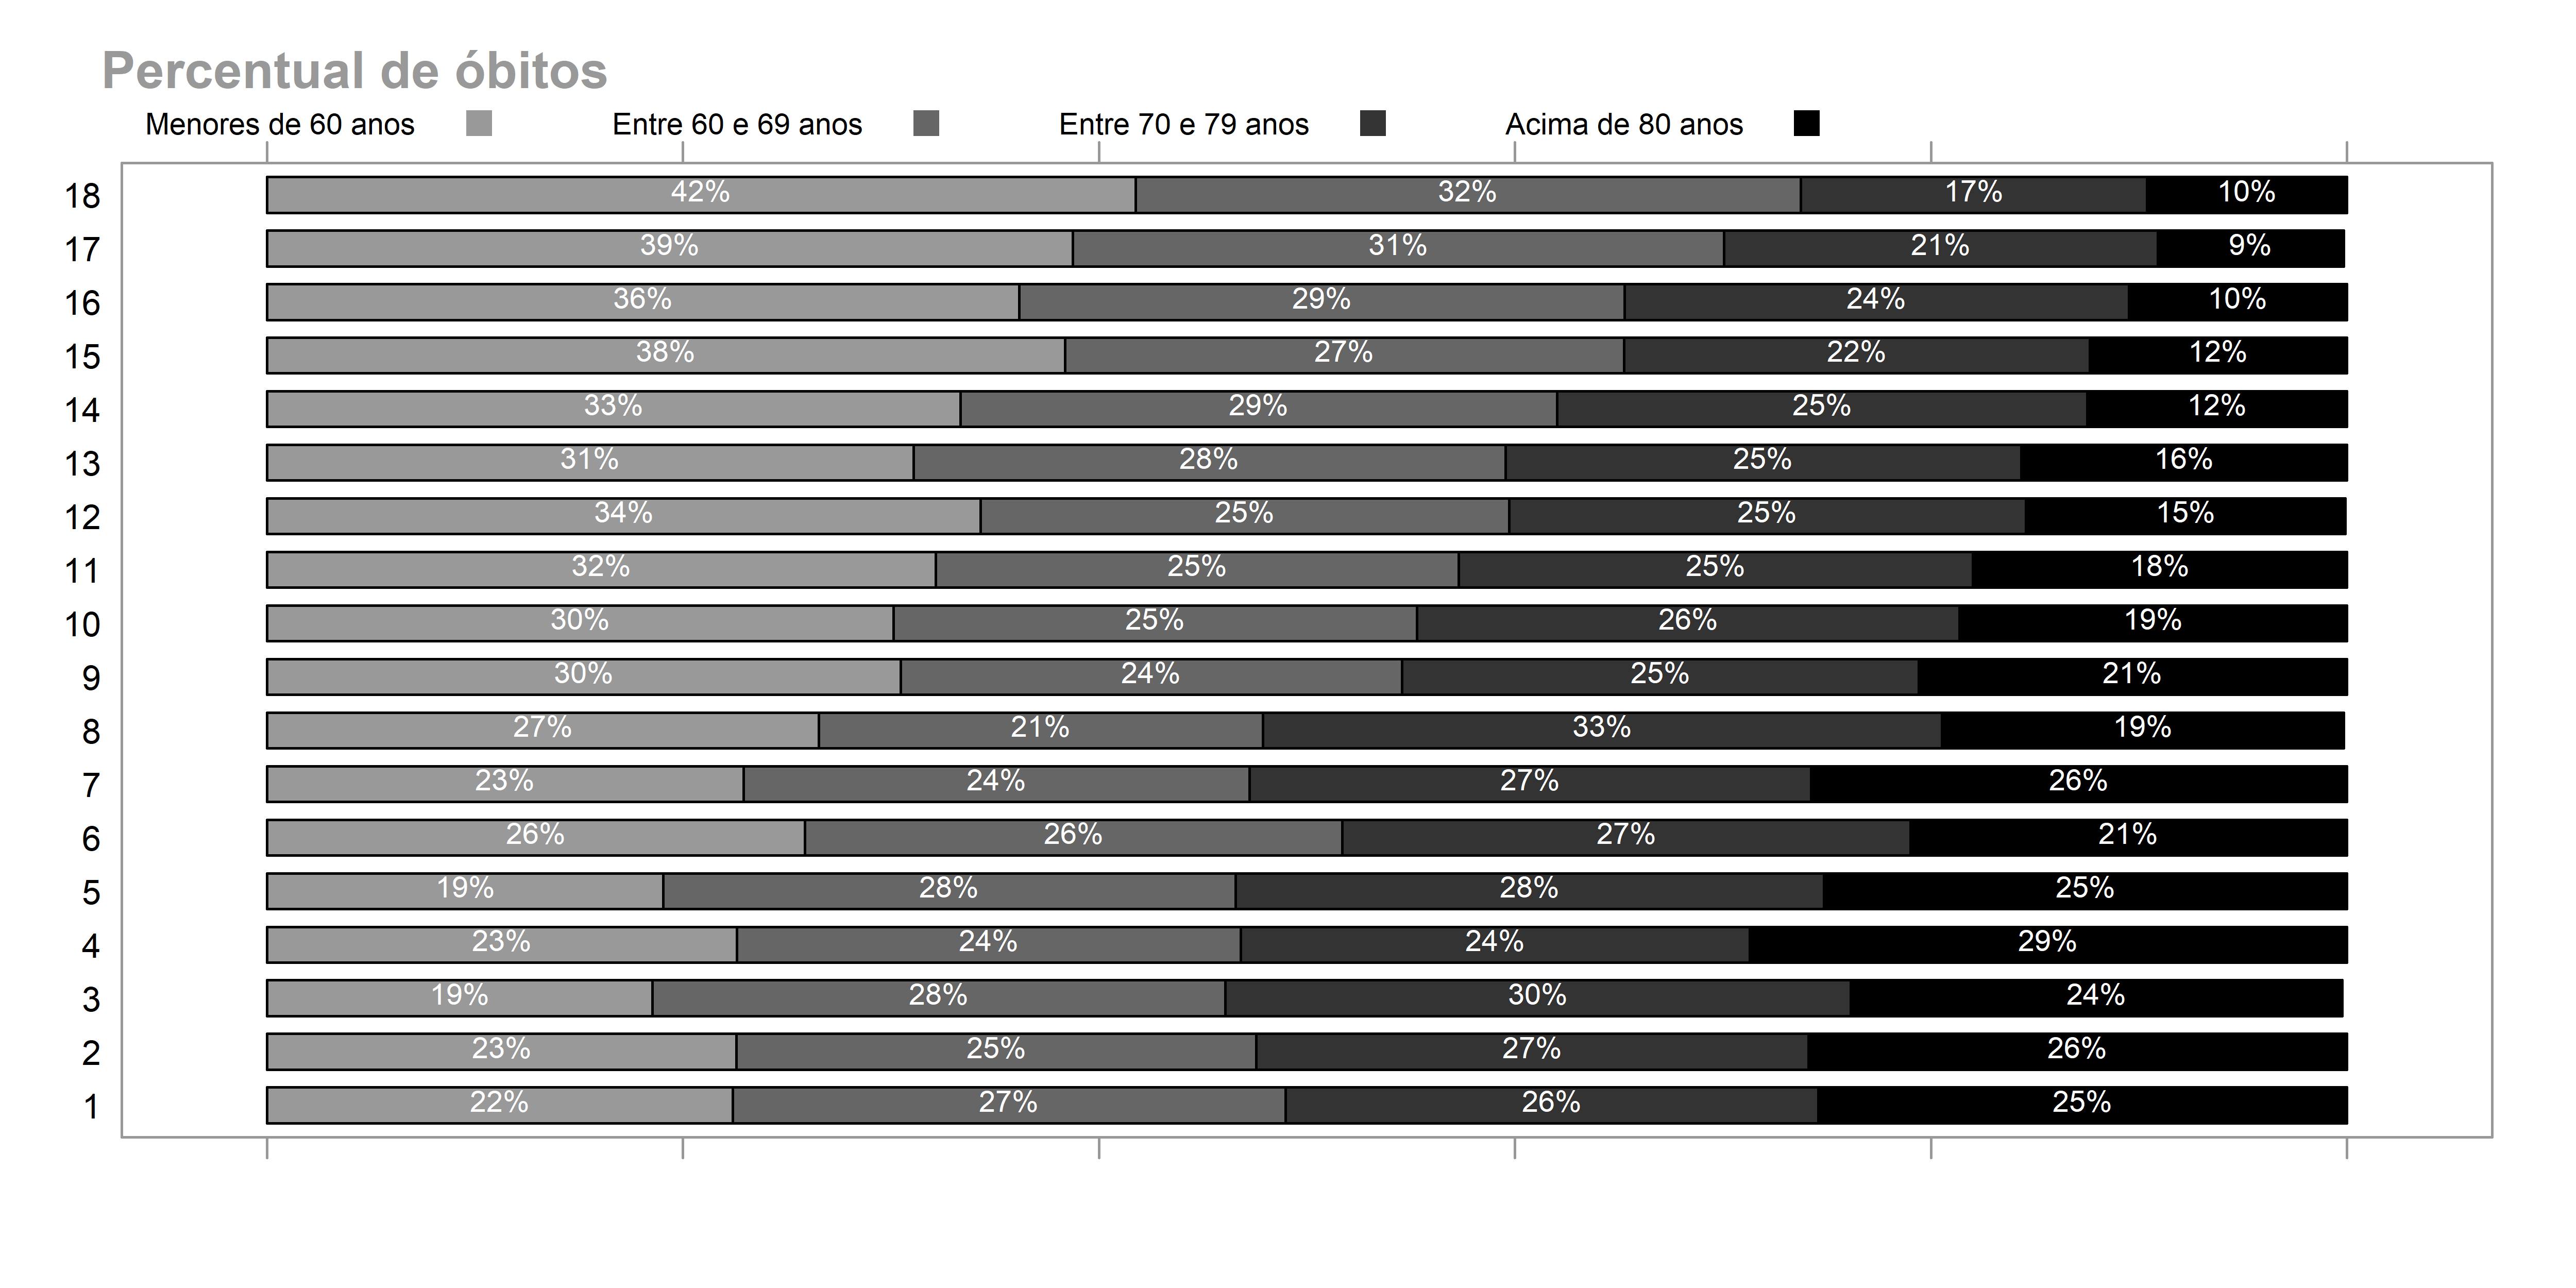 Percentual de óbitos
Menores de 60 anos Entre 60 e 69 anos Entre 70 e 79 anos Acima de 80 anos
18 42% 32% 17% 10%
17 39% 31% 21% 9%
16 36% 29% 24% 10%
15 38% 27% 22% 12%
14 33% 29% 25% 12%
13 31% 28% 25% 16%
12 34% 25% 25% 15%
11 32% 25% 25% 18%
10 30% 25% 26% 19%
9 30% 24% 25% 21%
8 27% 21% 33% 19%
7 23% 24% 27% 26%
6 26% 26% 27% 21%
5 19% 28% 28% 25%
4 23% 24% 24% 29%
3 19% 28% 30% 24%
2 23% 25% 27% 26%
1 22% 27% 26% 25%